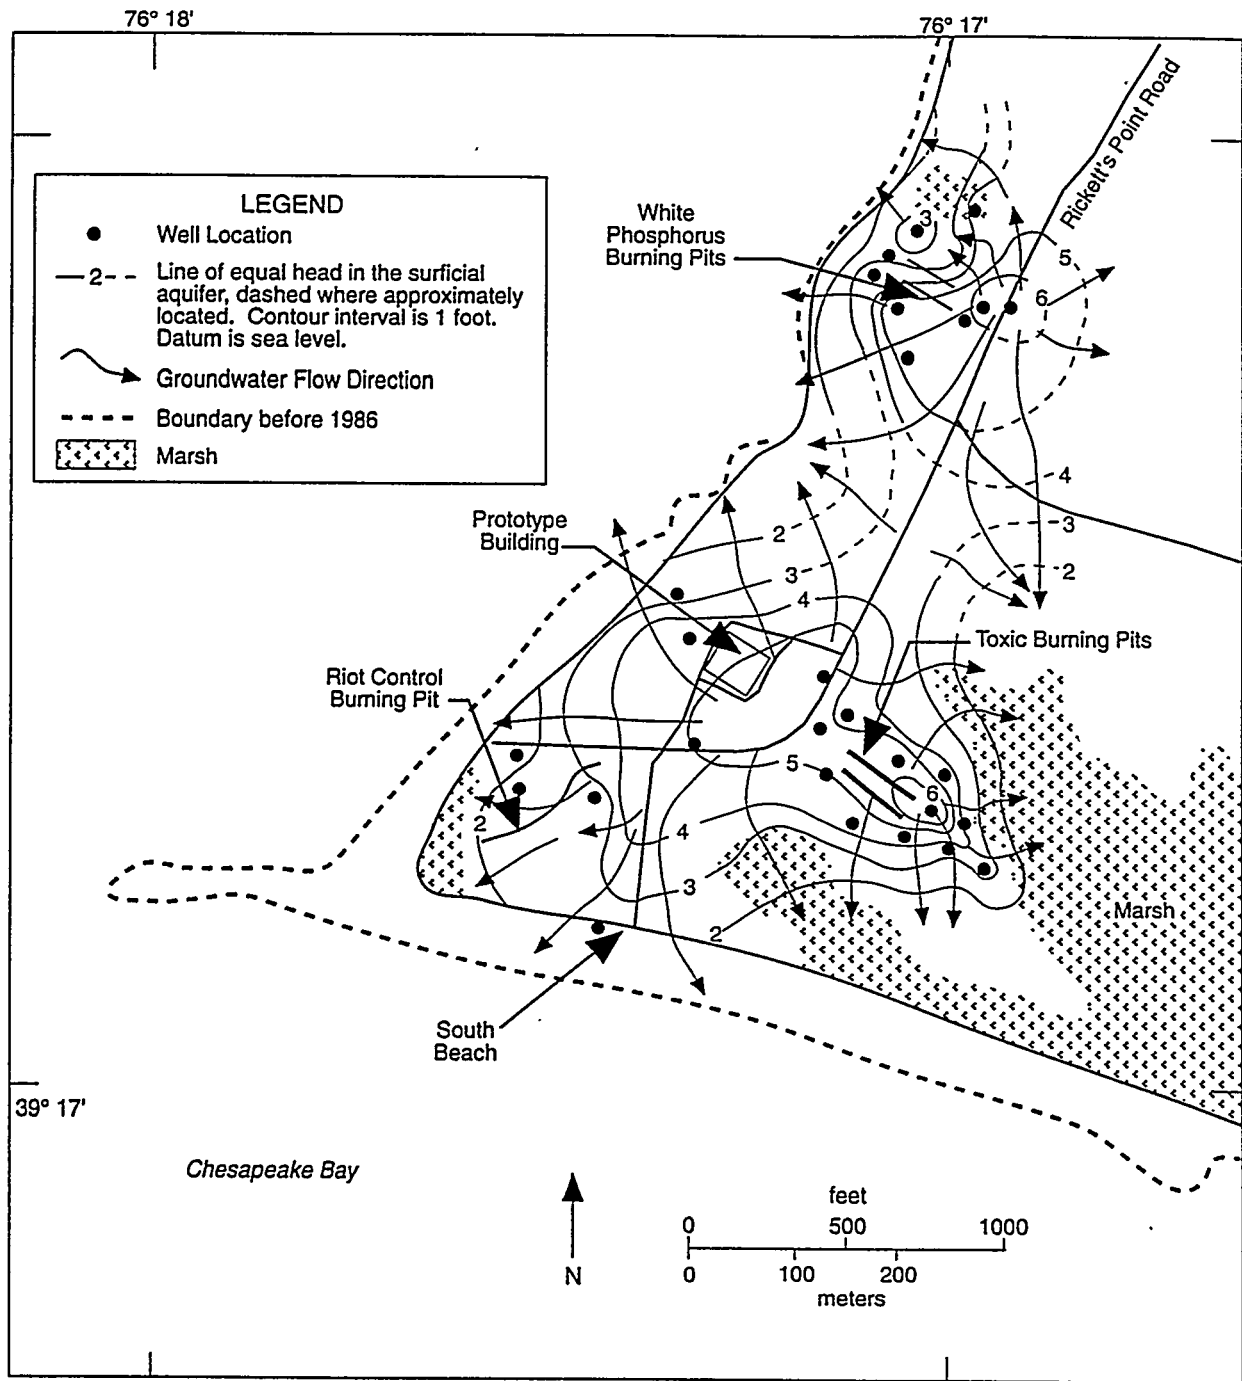 76° 18'
76° 17'
Rickett's Point Road
LEGEND
Well Location
2
Line of equal head in the surficial
aquifer, dashed where approximately
located. Contour interval is 1 foot.
Datum is sea level.
Groundwater Flow Direction
Boundary before 1986
Marsh
White
Phosphorus
Burning Pits
3
5
6
4
3
2
Prototype
Building
2
3
4
Toxic Burning Pits
Riot Control
Burning Pit
5
6
2
4
3
2
Marsh
South
Beach
39° 17'
Chesapeake Bay
N
feet
0 500 1000
0 100 200
meters